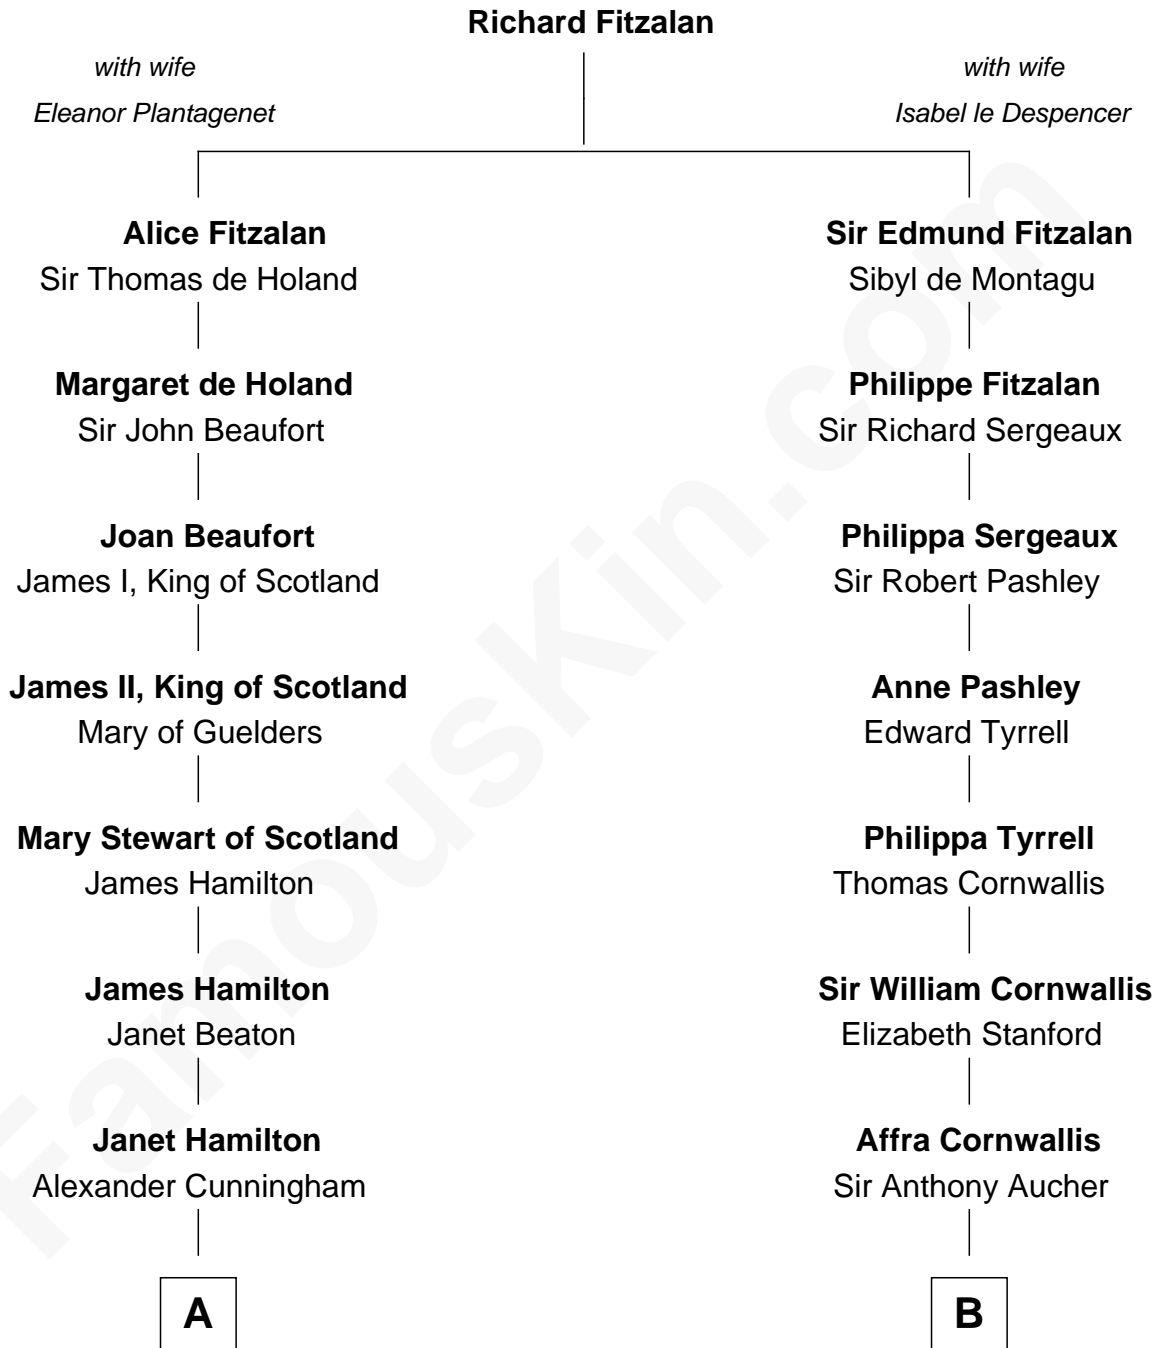 Richard Fitzalan
with wife
Eleanor Plantagenet
with wife
Isabel le Despencer
Alice Fitzalan
Sir Thomas de Holand
Sir Edmund Fitzalan
Sibyl de Montagu
Margaret de Holand
Sir John Beaufort
Philippe Fitzalan
Sir Richard Sergeaux
Joan Beaufort
James I, King of Scotland
Philippa Sergeaux
Sir Robert Pashley
James II, King of Scotland
Mary of Guelders
Anne Pashley
Edward Tyrrell
Mary Stewart of Scotland
James Hamilton
Philippa Tyrrell
Thomas Cornwallis
James Hamilton
Janet Beaton
Sir William Cornwallis
Elizabeth Stanford
Janet Hamilton
Alexander Cunningham
Affra Cornwallis
Sir Anthony Aucher
A
B
FamousKin.com